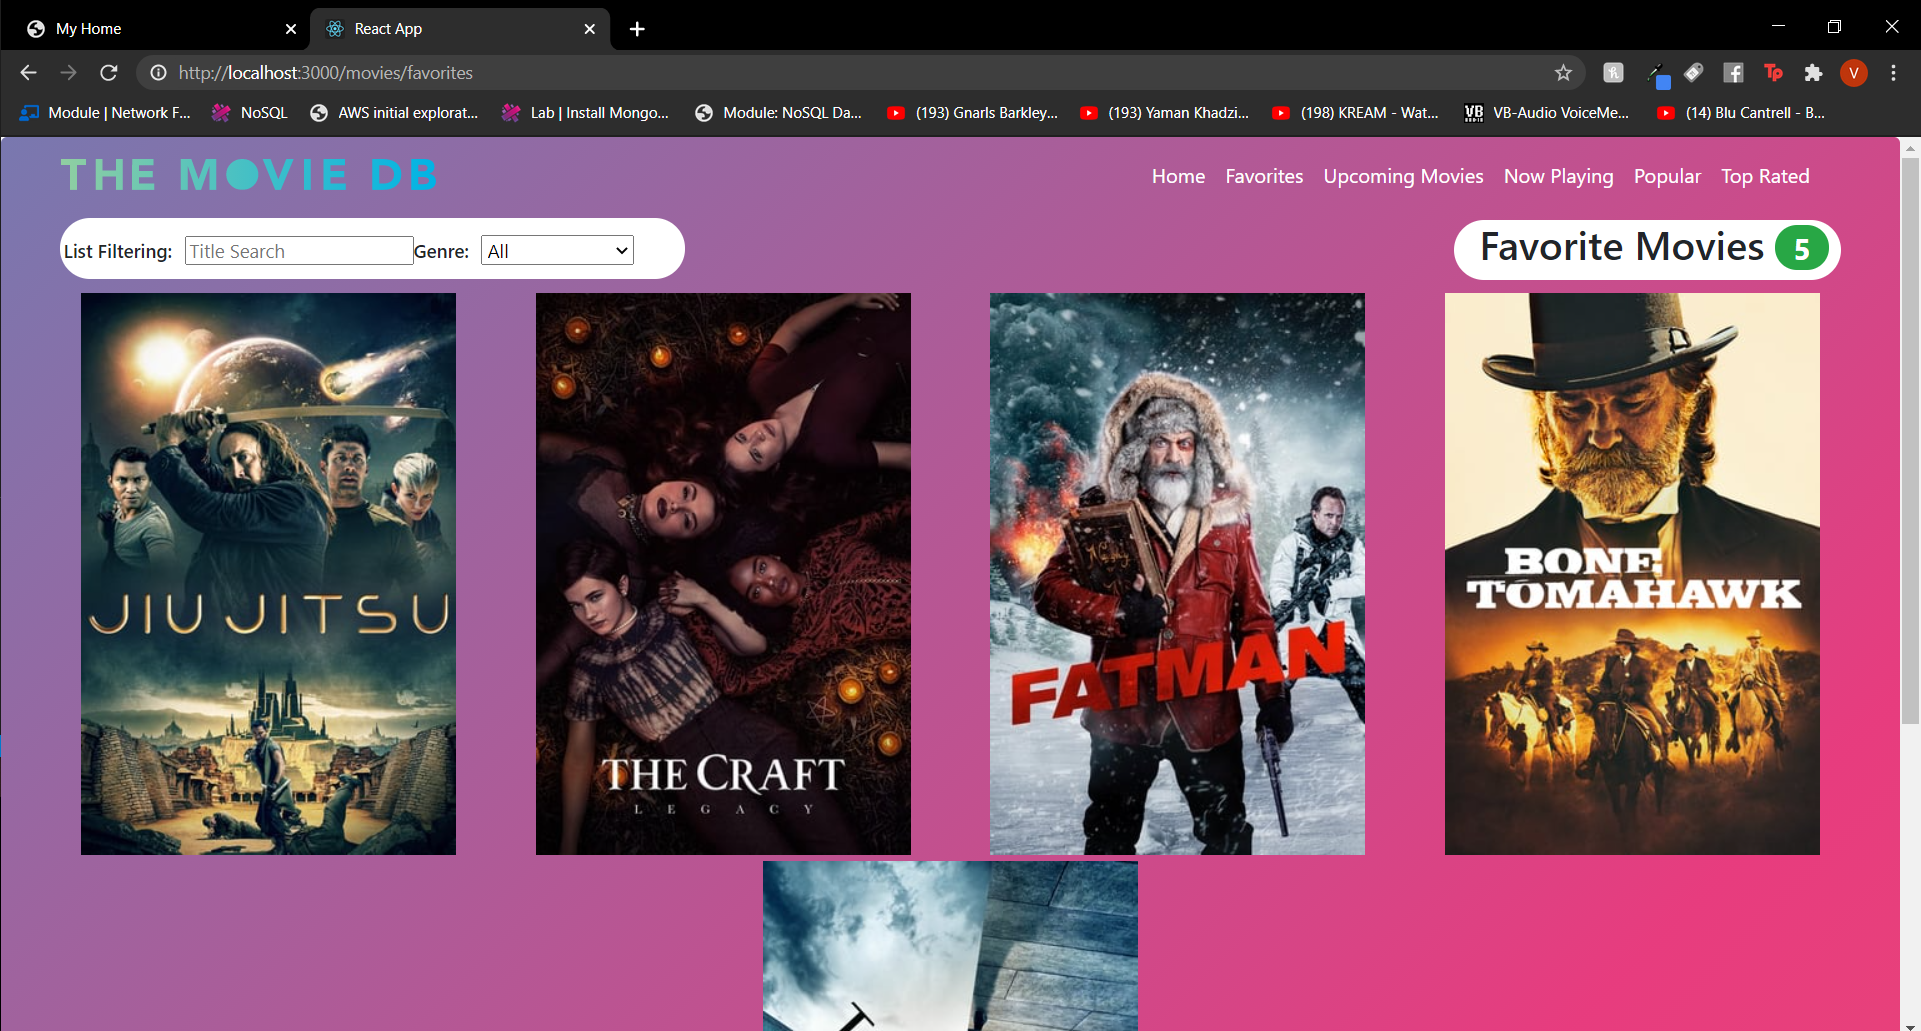 My Home
React App
http://localhost:3000/movies/favorites
V
Module | Network F...
NoSQL
AWS initial explorat...
Lab | Install Mongo...
Module: NoSQL Da...
(193) Gnarls Barkley...
(193) Yaman Khadzi...
(198) KREAM - Wat...
VB-Audio VoiceMe...
(14) Blu Cantrell - B...
THE MOVIE DB
Home Favorites Upcoming Movies Now Playing Popular Top Rated
List Filtering: Title Search Genre: All
Favorite Movies 5
JIU JITSU
THE CRAFT
LEGACY
FATMAN
BONE
TOMAHAWK